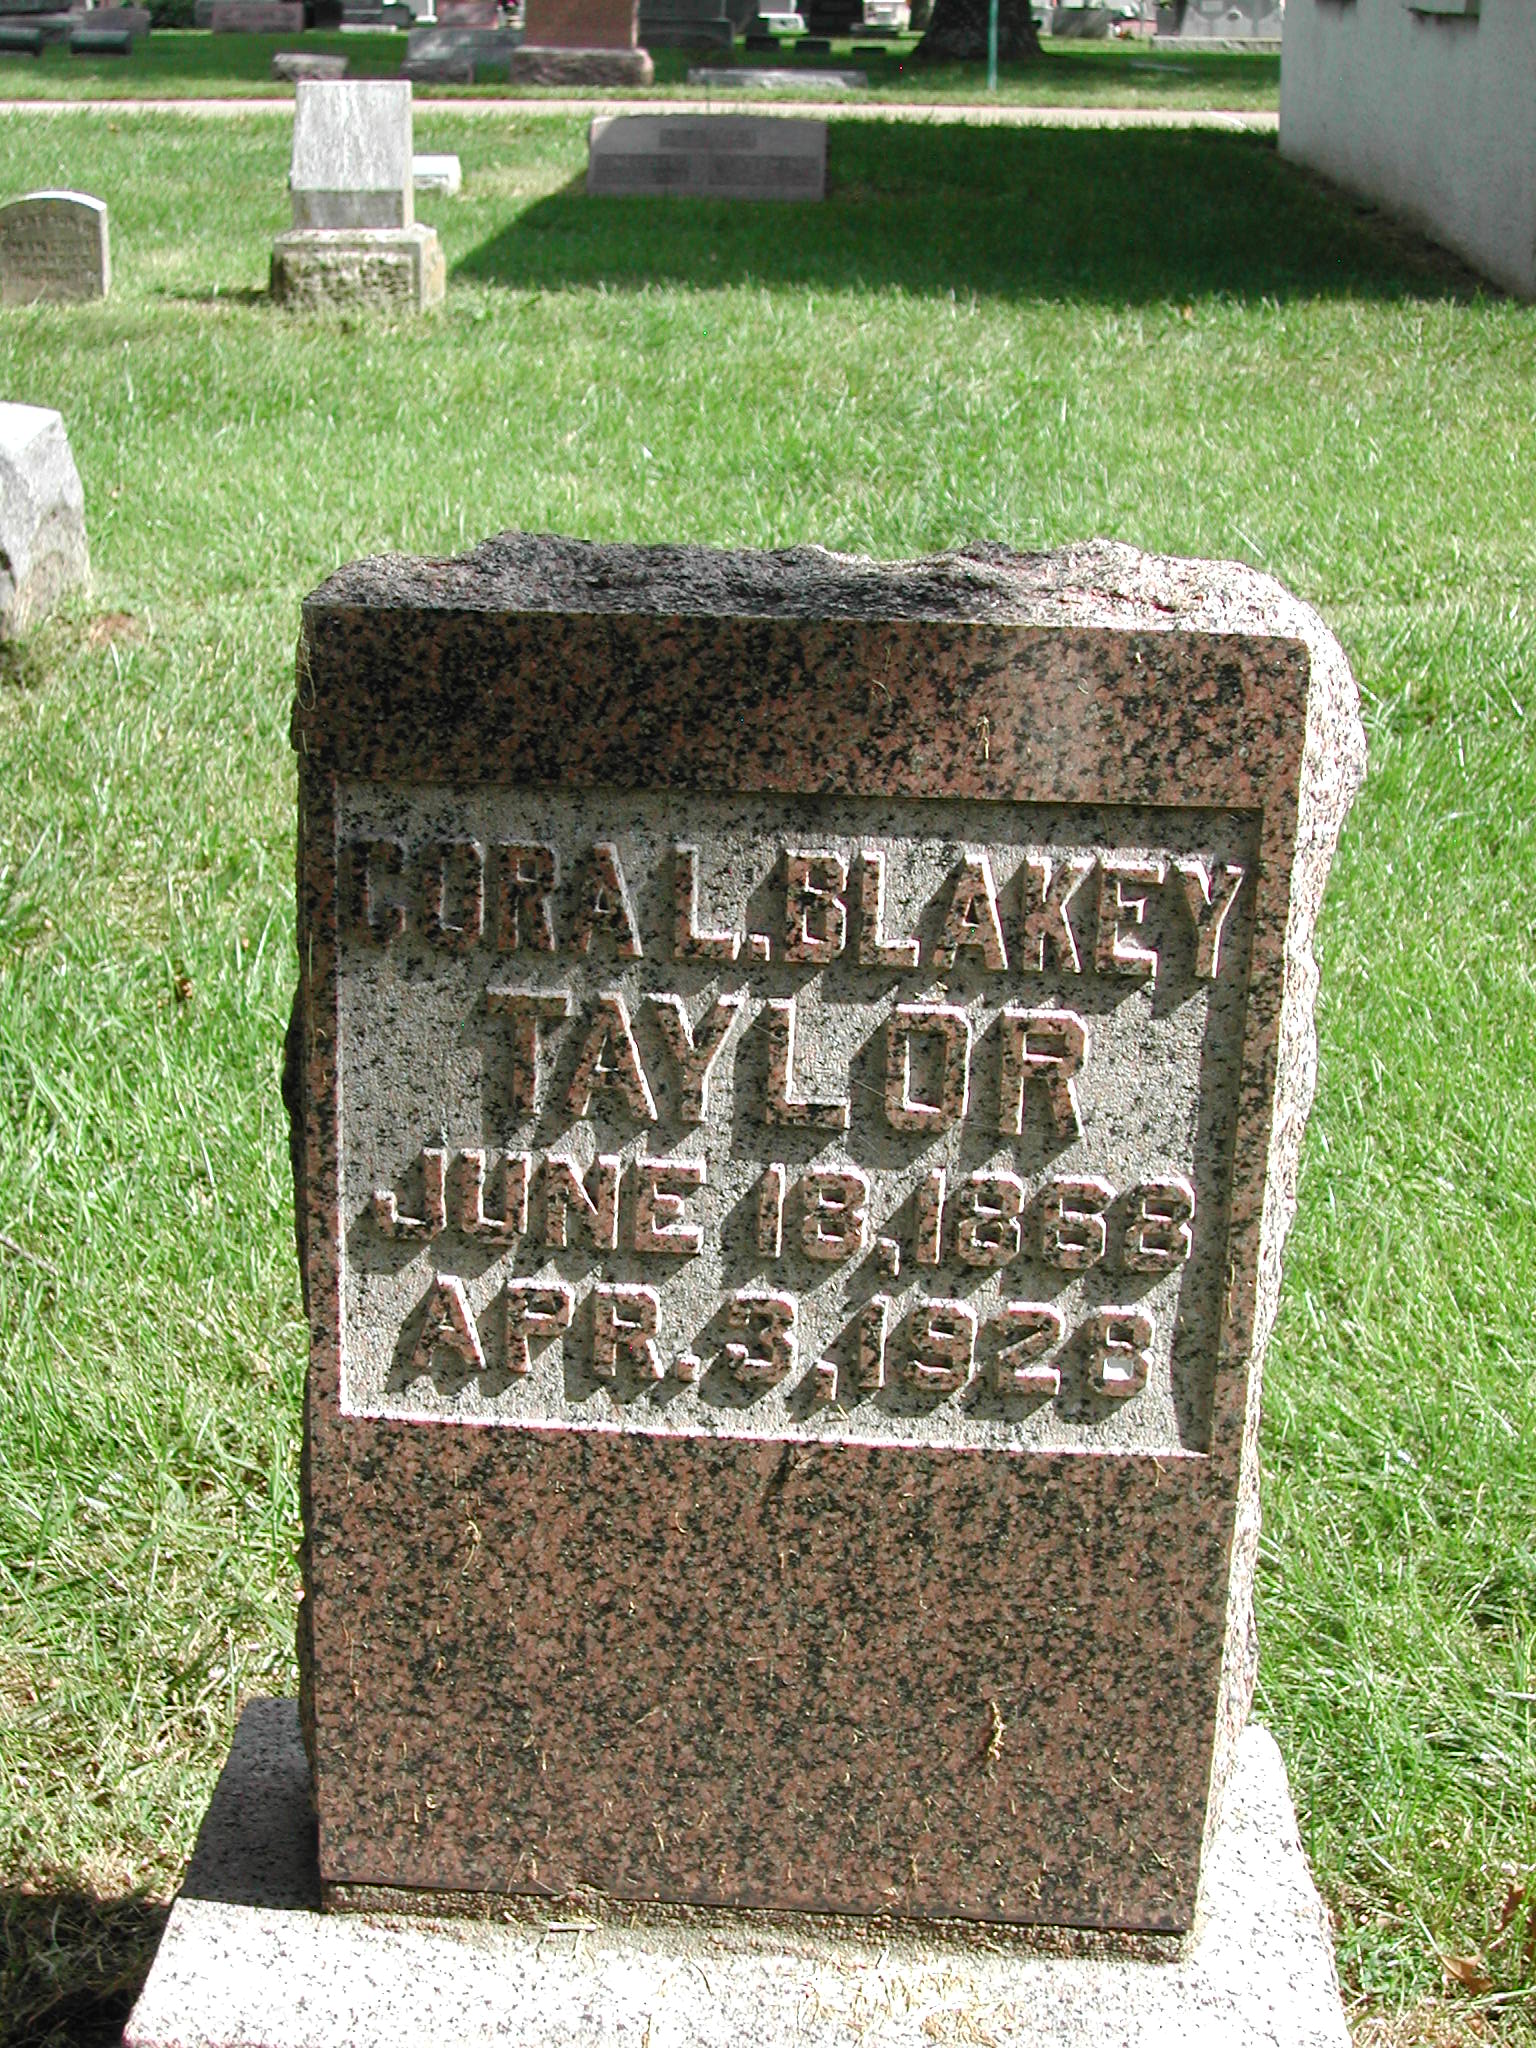 CORA L. BLAKEY
TAYLOR
JUNE 18, 1868
APR. 3, 1928